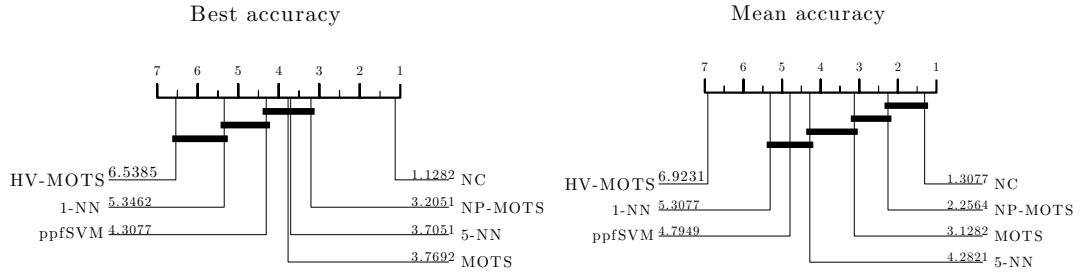 Best accuracy
7 6 5 4 3 2 1
HV-MOTS 6.5385
1-NN 5.3462
ppfSVM 4.3077
1.1282 NC
3.2051 NP-MOTS
3.7051 5-NN
3.7692 MOTS
Mean accuracy
7 6 5 4 3 2 1
HV-MOTS 6.9231
1-NN 5.3077
ppfSVM 4.7949
1.3077 NC
2.2564 NP-MOTS
3.1282 MOTS
4.2821 5-NN